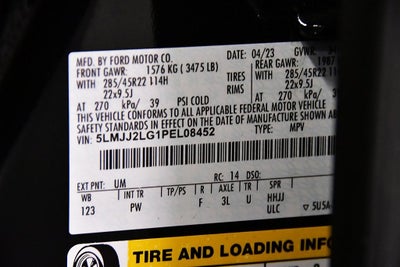 MFD. BY FORD MOTOR CO. 04/23 GVWR:
FRONT GAWR: 1576 KG ( 3475 LB) REAR GAWR: 1987
WITH 285/45R22 114H TIRES WITH 285/45R22
22x9.5J RIMS 22x9.5J
AT 270 kPa/ 39 PSI COLD AT 270 kPa/
THIS VEHICLE CONFORMS TO ALL APPLICABLE FEDERAL MOTOR VEHICLE
SAFETY STANDARDS IN EFFECT ON THE DATE OF MANUFACTURE SHOWN
VIN: 5LMJJ2LG1PEL08452 MPV
RC: 14 DSO:
EXT PNT: UM
WB INT TR TP/PS R AXLE TR SPR
123 PW F 3L U HHJJ
ULC ▽ 5U5A
TIRE AND LOADING INFO